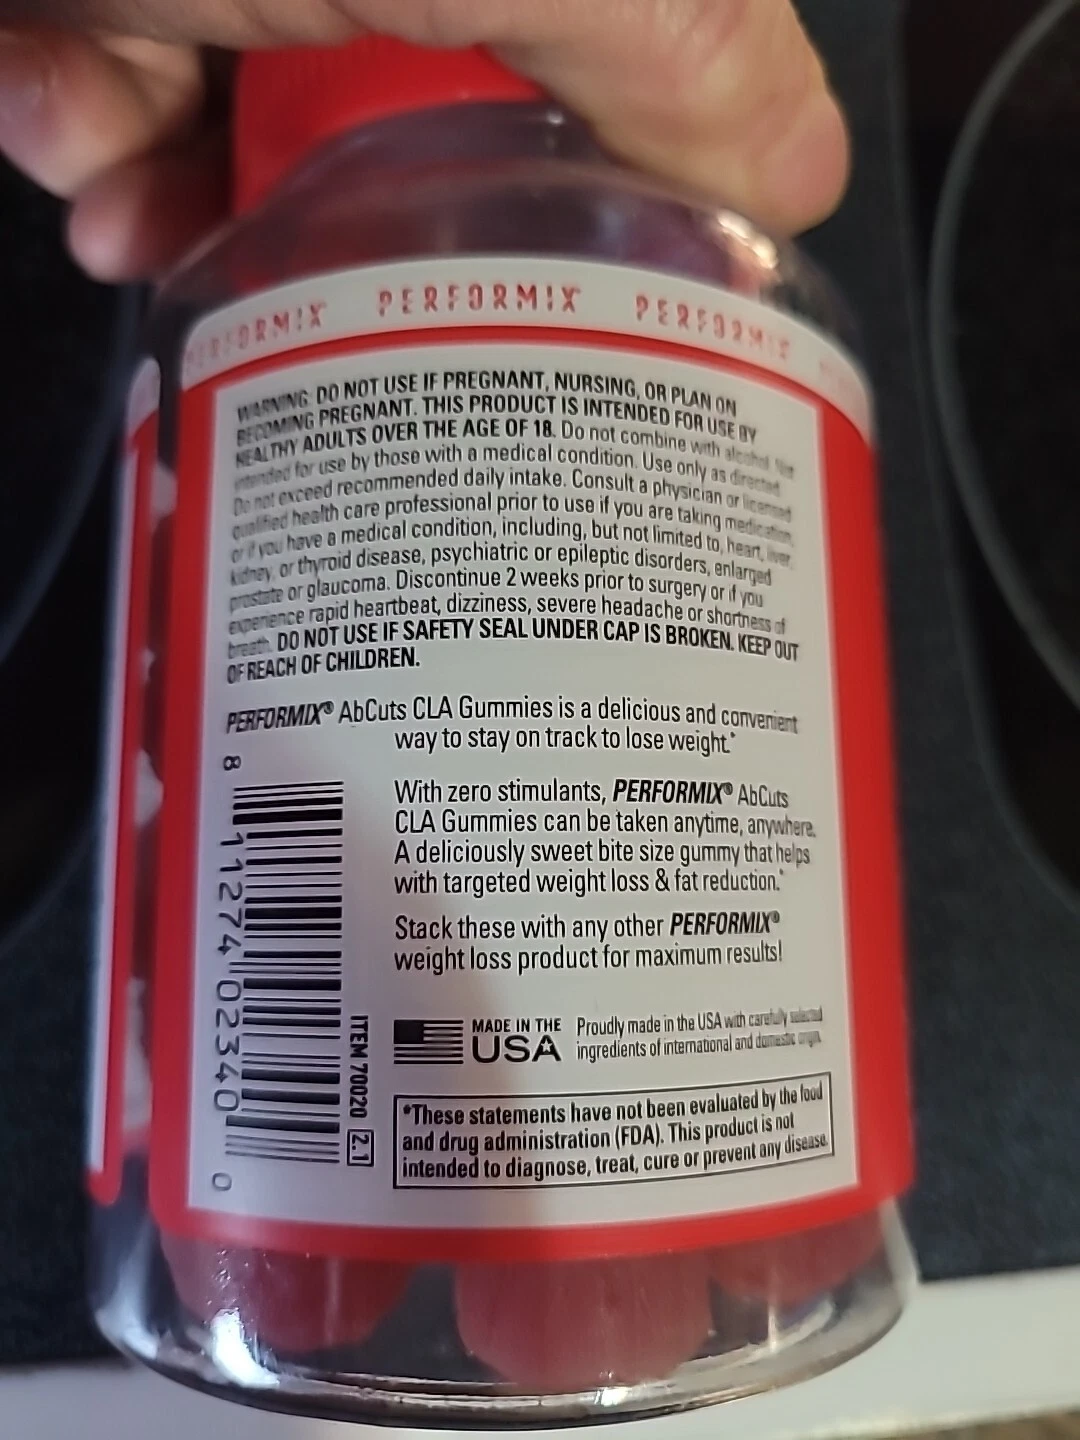 PERFORMIX PERFORMIX PERFORMIX
WARNING: DO NOT USE IF PREGNANT, NURSING, OR PLAN ON
BECOMING PREGNANT. THIS PRODUCT IS INTENDED FOR USE BY
HEALTHY ADULTS OVER THE AGE OF 18. Do not combine with alcohol. Not
intended for use by those with a medical condition. Use only as directed.
Do not exceed recommended daily intake. Consult a physician or licensed
qualified health care professional prior to use if you are taking medication,
or if you have a medical condition, including, but not limited to, heart, liver,
kidney, or thyroid disease, psychiatric or epileptic disorders, enlarged
prostate or glaucoma. Discontinue 2 weeks prior to surgery or if you
experience rapid heartbeat, dizziness, severe headache or shortness of
breath. DO NOT USE IF SAFETY SEAL UNDER CAP IS BROKEN. KEEP OUT
OF REACH OF CHILDREN.
PERFORMIX® AbCuts CLA Gummies is a delicious and convenient
way to stay on track to lose weight.*
With zero stimulants, PERFORMIX® AbCuts
CLA Gummies can be taken anytime, anywhere.
A deliciously sweet bite size gummy that helps
with targeted weight loss & fat reduction.*
Stack these with any other PERFORMIX®
weight loss product for maximum results!
8 11274 02340 0
ITEM 70020 2.1
MADE IN THE
USA
Proudly made in the USA with carefully selected
ingredients of international and domestic origin.
*These statements have not been evaluated by the food
and drug administration (FDA). This product is not
intended to diagnose, treat, cure or prevent any disease.